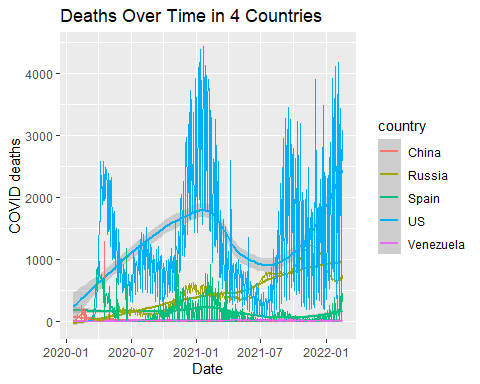 Deaths Over Time in 4 Countries
COVID deaths
4000
3000
2000
1000
0
2020-01
2020-07
2021-01
2021-07
2022-01
Date
country
China
Russia
Spain
US
Venezuela